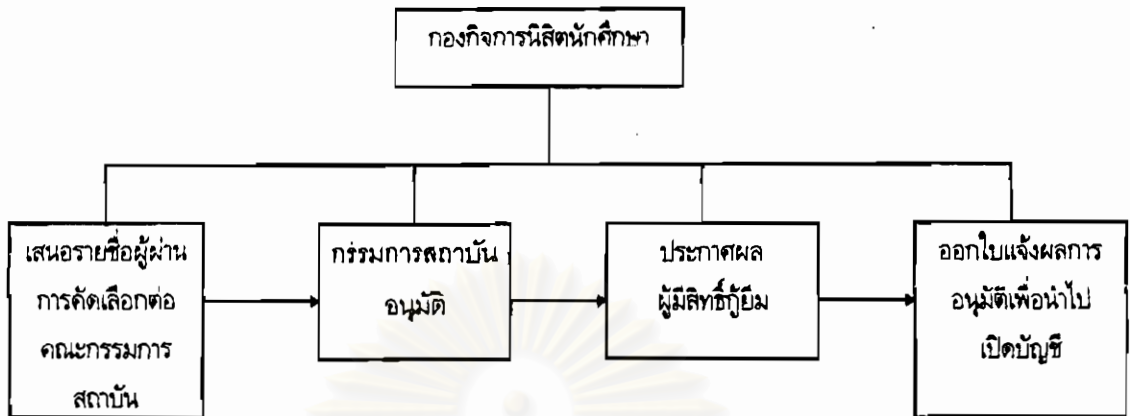 กองกิจการนิสิตนักศึกษา
เสนอรายชื่อผู้ผ่าน
การคัดเลือกต่อ
คณะกรรมการ
สถาบัน
กรรมการสถาบัน
อนุมัติ
ประกาศผล
ผู้มีสิทธิ์กู้ยืม
ออกใบแจ้งผลการ
อนุมัติเพื่อนำไป
เปิดบัญชี